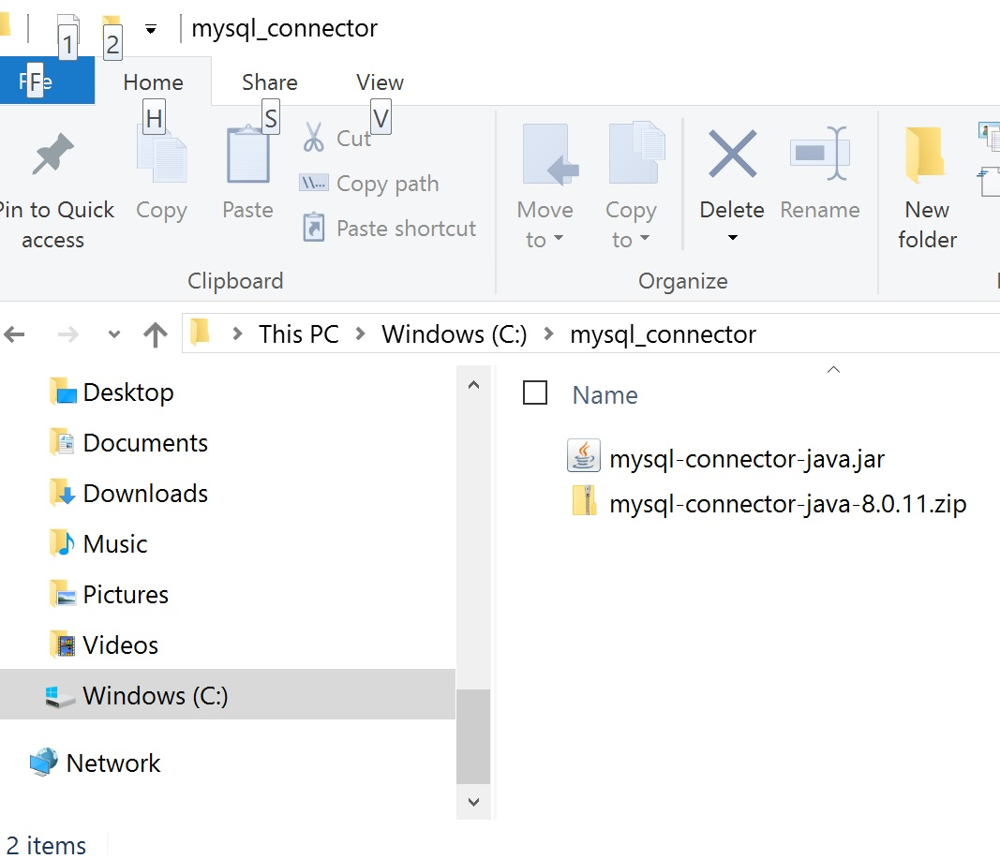 1 2 mysql_connector
F Home Share View
H S V
Cut
Copy path
Paste shortcut
Pin to Quick access
Copy
Paste
Move to
Copy to
Delete
Rename
New folder
Clipboard Organize
This PC Windows (C:) mysql_connector
Desktop
Documents
Downloads
Music
Pictures
Videos
Windows (C:)
Network
Name
mysql-connector-java.jar
mysql-connector-java-8.0.11.zip
2 items